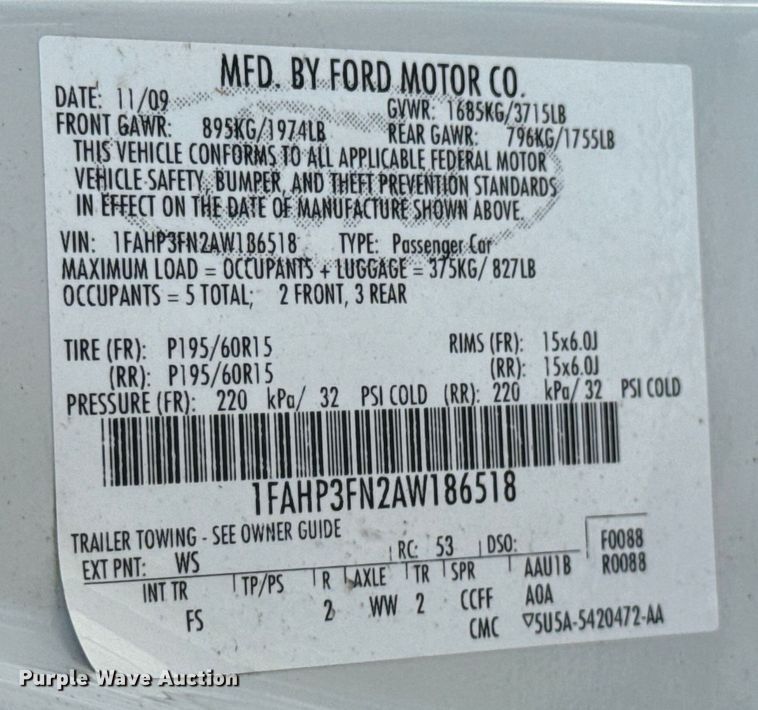 MFD. BY FORD MOTOR CO.
DATE: 11/09 GVWR: 1685KG/3715LB
FRONT GAWR: 895KG/1974LB REAR GAWR: 796KG/1755LB
THIS VEHICLE CONFORMS TO ALL APPLICABLE FEDERAL MOTOR
VEHICLE SAFETY, BUMPER, AND THEFT PREVENTION STANDARDS
IN EFFECT ON THE DATE OF MANUFACTURE SHOWN ABOVE.
VIN: 1FAHP3FN2AW186518 TYPE: Passenger Car
MAXIMUM LOAD = OCCUPANTS + LUGGAGE = 375KG/ 827LB
OCCUPANTS = 5 TOTAL; 2 FRONT, 3 REAR
TIRE (FR): P195/60R15 RIMS (FR): 15x6.0J
(RR): P195/60R15 (RR): 15x6.0J
PRESSURE (FR): 220 kPa/ 32 PSI COLD (RR): 220 kPa/ 32 PSI COLD
1FAHP3FN2AW186518
TRAILER TOWING - SEE OWNER GUIDE
EXT PNT: WS RC: 53 DSO: F0088
INT TR TP/PS R AXLE TR SPR AAU1B R0088
FS 2 WW 2 CCFF A0A
CMC 5U5A-5420472-AA
Purple Wave Auction